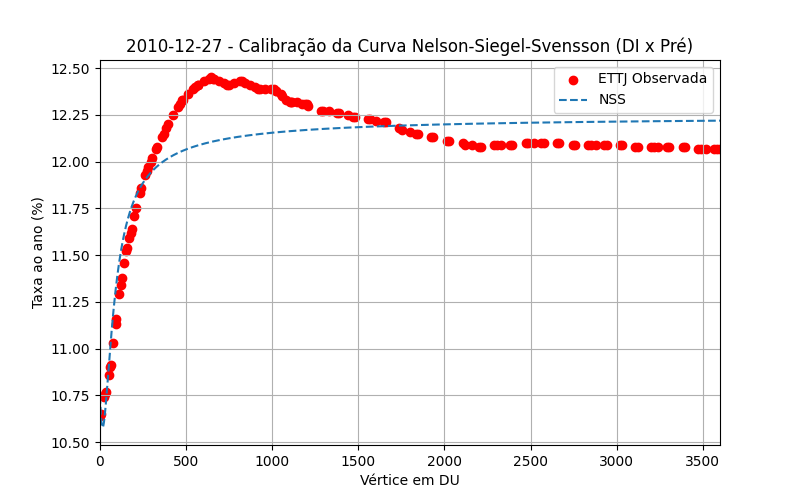 2010-12-27 - Calibração da Curva Nelson-Siegel-Svensson (DI x Pré)
ETTJ Observada
NSS
Taxa ao ano (%)
12.50
12.25
12.00
11.75
11.50
11.25
11.00
10.75
10.50
0 500 1000 1500 2000 2500 3000 3500
Vértice em DU